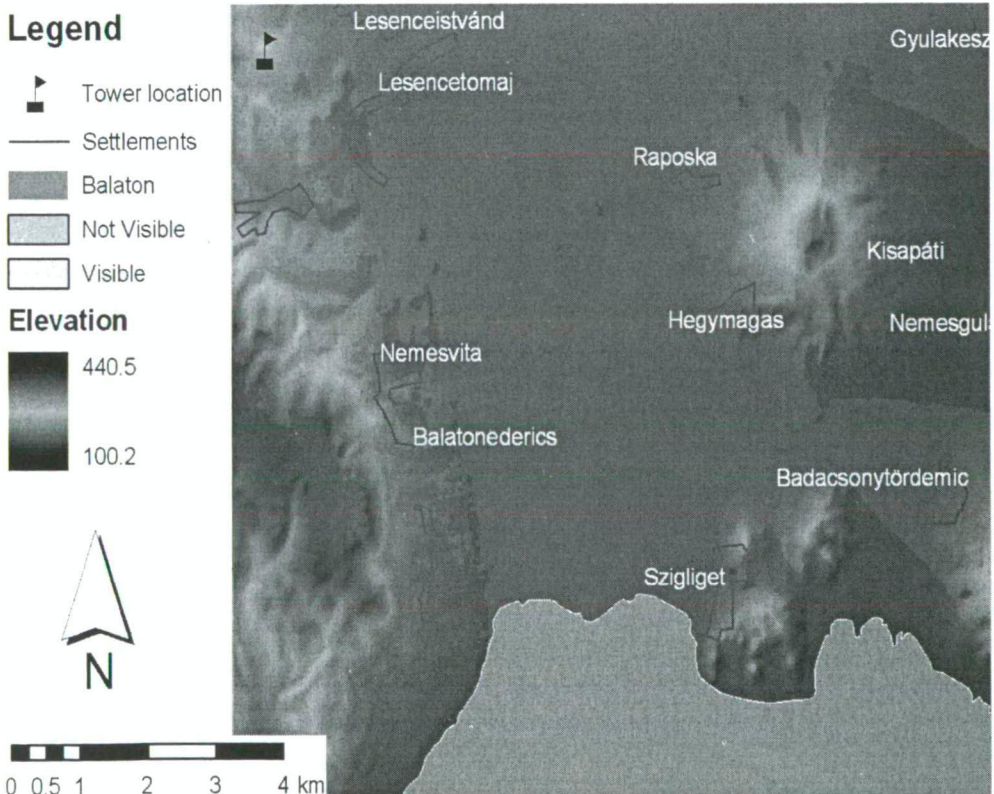 Legend
Tower location
Settlements
Balaton
Not Visible
Visible
Elevation
440.5
100.2
N
0 0.5 1 2 3 4 km
Lesenceistvánd
Gyulakesz
Lesencetomaj
Raposka
Kisapáti
Hegymagas
Nemesgula
Nemesvita
Balatonederics
Badacsonytördemic
Szigliget